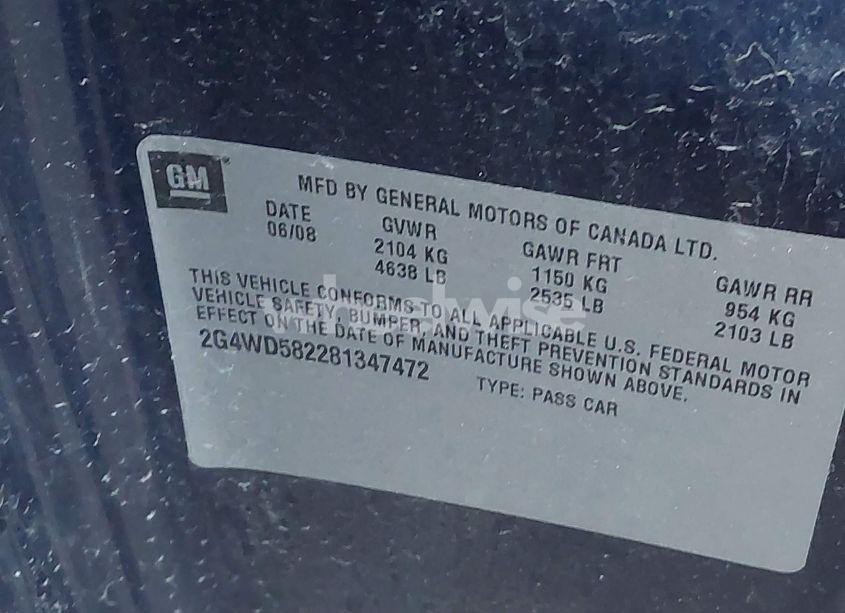 GM
MFD BY GENERAL MOTORS OF CANADA LTD.
DATE GVWR GAWR FRT GAWR RR
06/08 2104 KG 1150 KG 954 KG
4638 LB 2535 LB 2103 LB
THIS VEHICLE CONFORMS TO ALL APPLICABLE U.S. FEDERAL MOTOR
VEHICLE SAFETY, BUMPER, AND THEFT PREVENTION STANDARDS IN
EFFECT ON THE DATE OF MANUFACTURE SHOWN ABOVE.
2G4WD582281347472 TYPE: PASS CAR